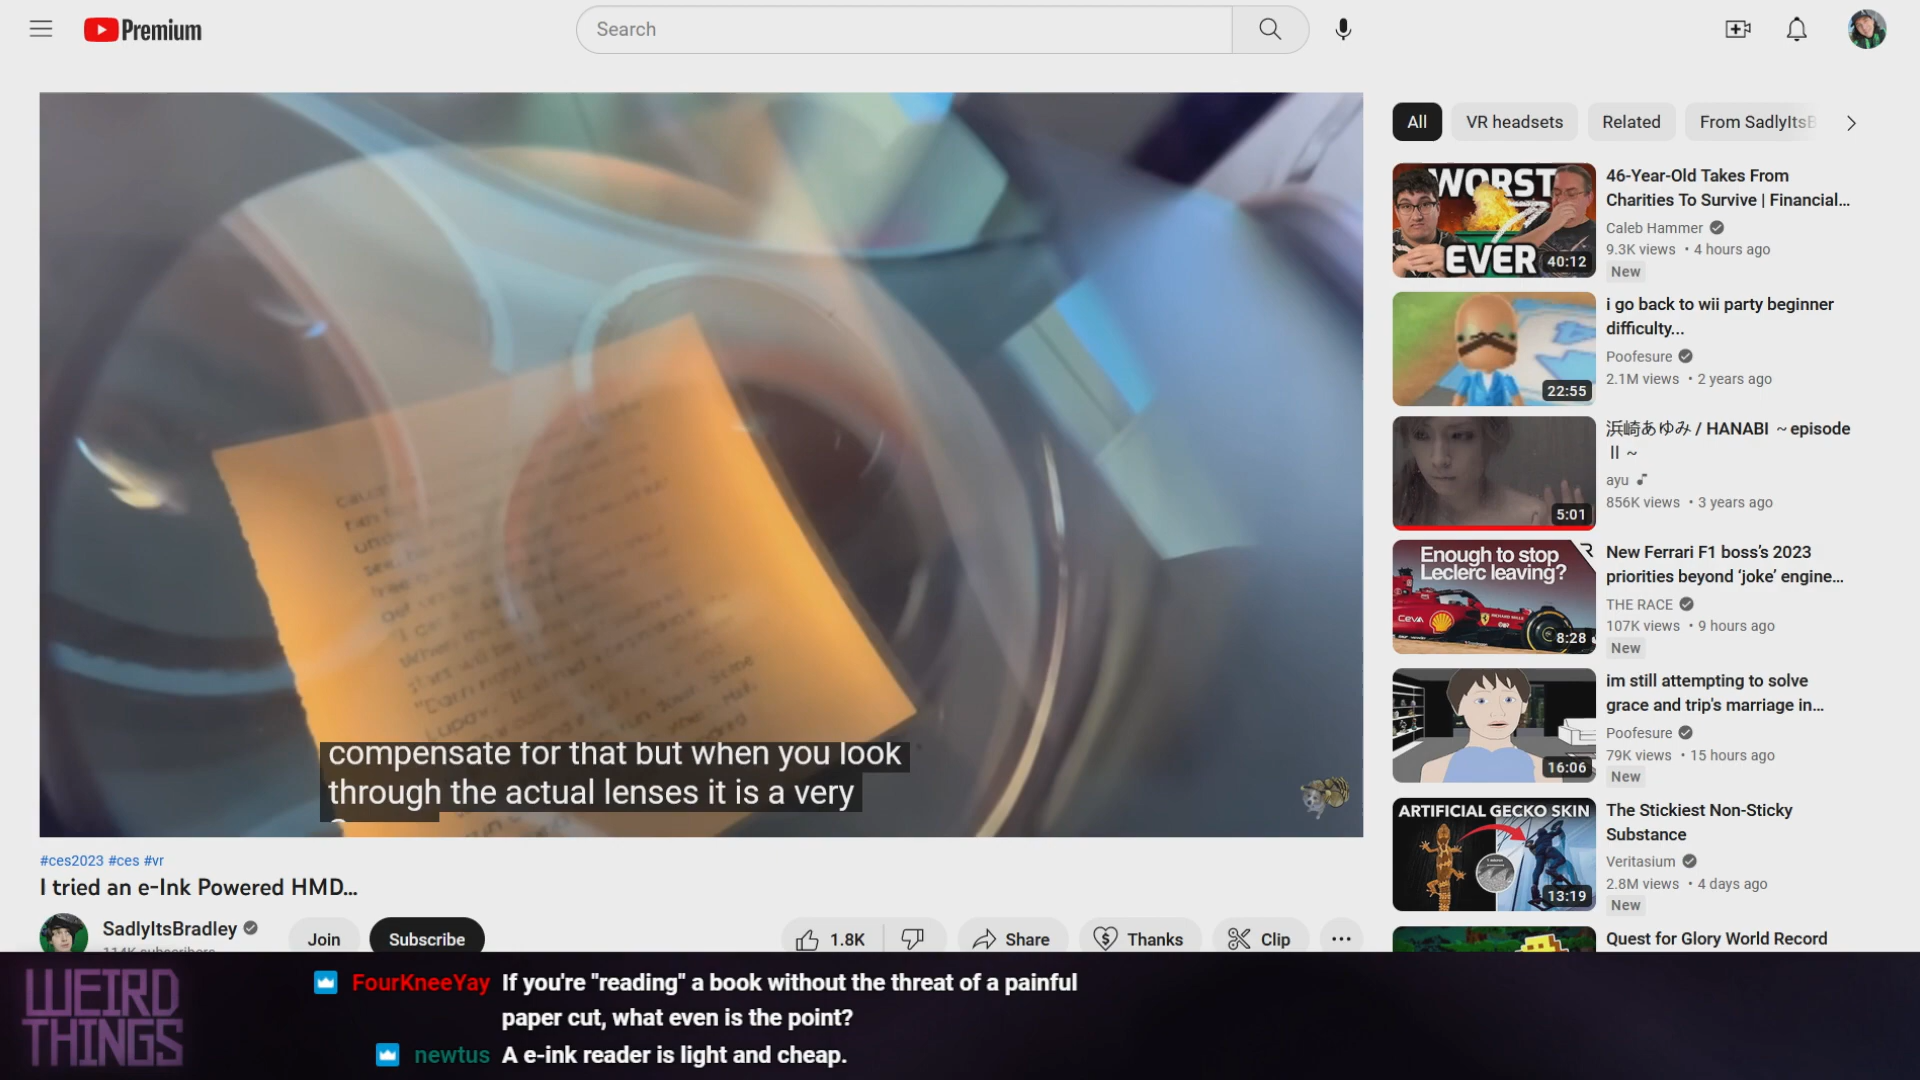 Premium
Search
All
VR headsets
Related
From SadlyItsB
compensate for that but when you look
through the actual lenses it is a very
#ces2023 #ces #vr
I tried an e-Ink Powered HMD...
SadlyItsBradley
114K subscribers
Join
Subscribe
1.8K
Share
Thanks
Clip
WORST
EVER
40:12
46-Year-Old Takes From
Charities To Survive | Financial...
Caleb Hammer
9.3K views • 4 hours ago
New
22:55
i go back to wii party beginner
difficulty...
Poofesure
2.1M views • 2 years ago
5:01
浜崎あゆみ / HANABI ～episode
Ⅱ～
ayu
856K views • 3 years ago
Enough to stop
Leclerc leaving?
CEVA
8:28
New Ferrari F1 boss’s 2023
priorities beyond ‘joke’ engine...
THE RACE
107K views • 9 hours ago
New
16:06
im still attempting to solve
grace and trip's marriage in...
Poofesure
79K views • 15 hours ago
New
ARTIFICIAL GECKO SKIN
13:19
The Stickiest Non-Sticky
Substance
Veritasium
2.8M views • 4 days ago
New
Quest for Glory World Record
WEIRD
THINGS
FourKneeYay If you're "reading" a book without the threat of a painful
paper cut, what even is the point?
newtus A e-ink reader is light and cheap.